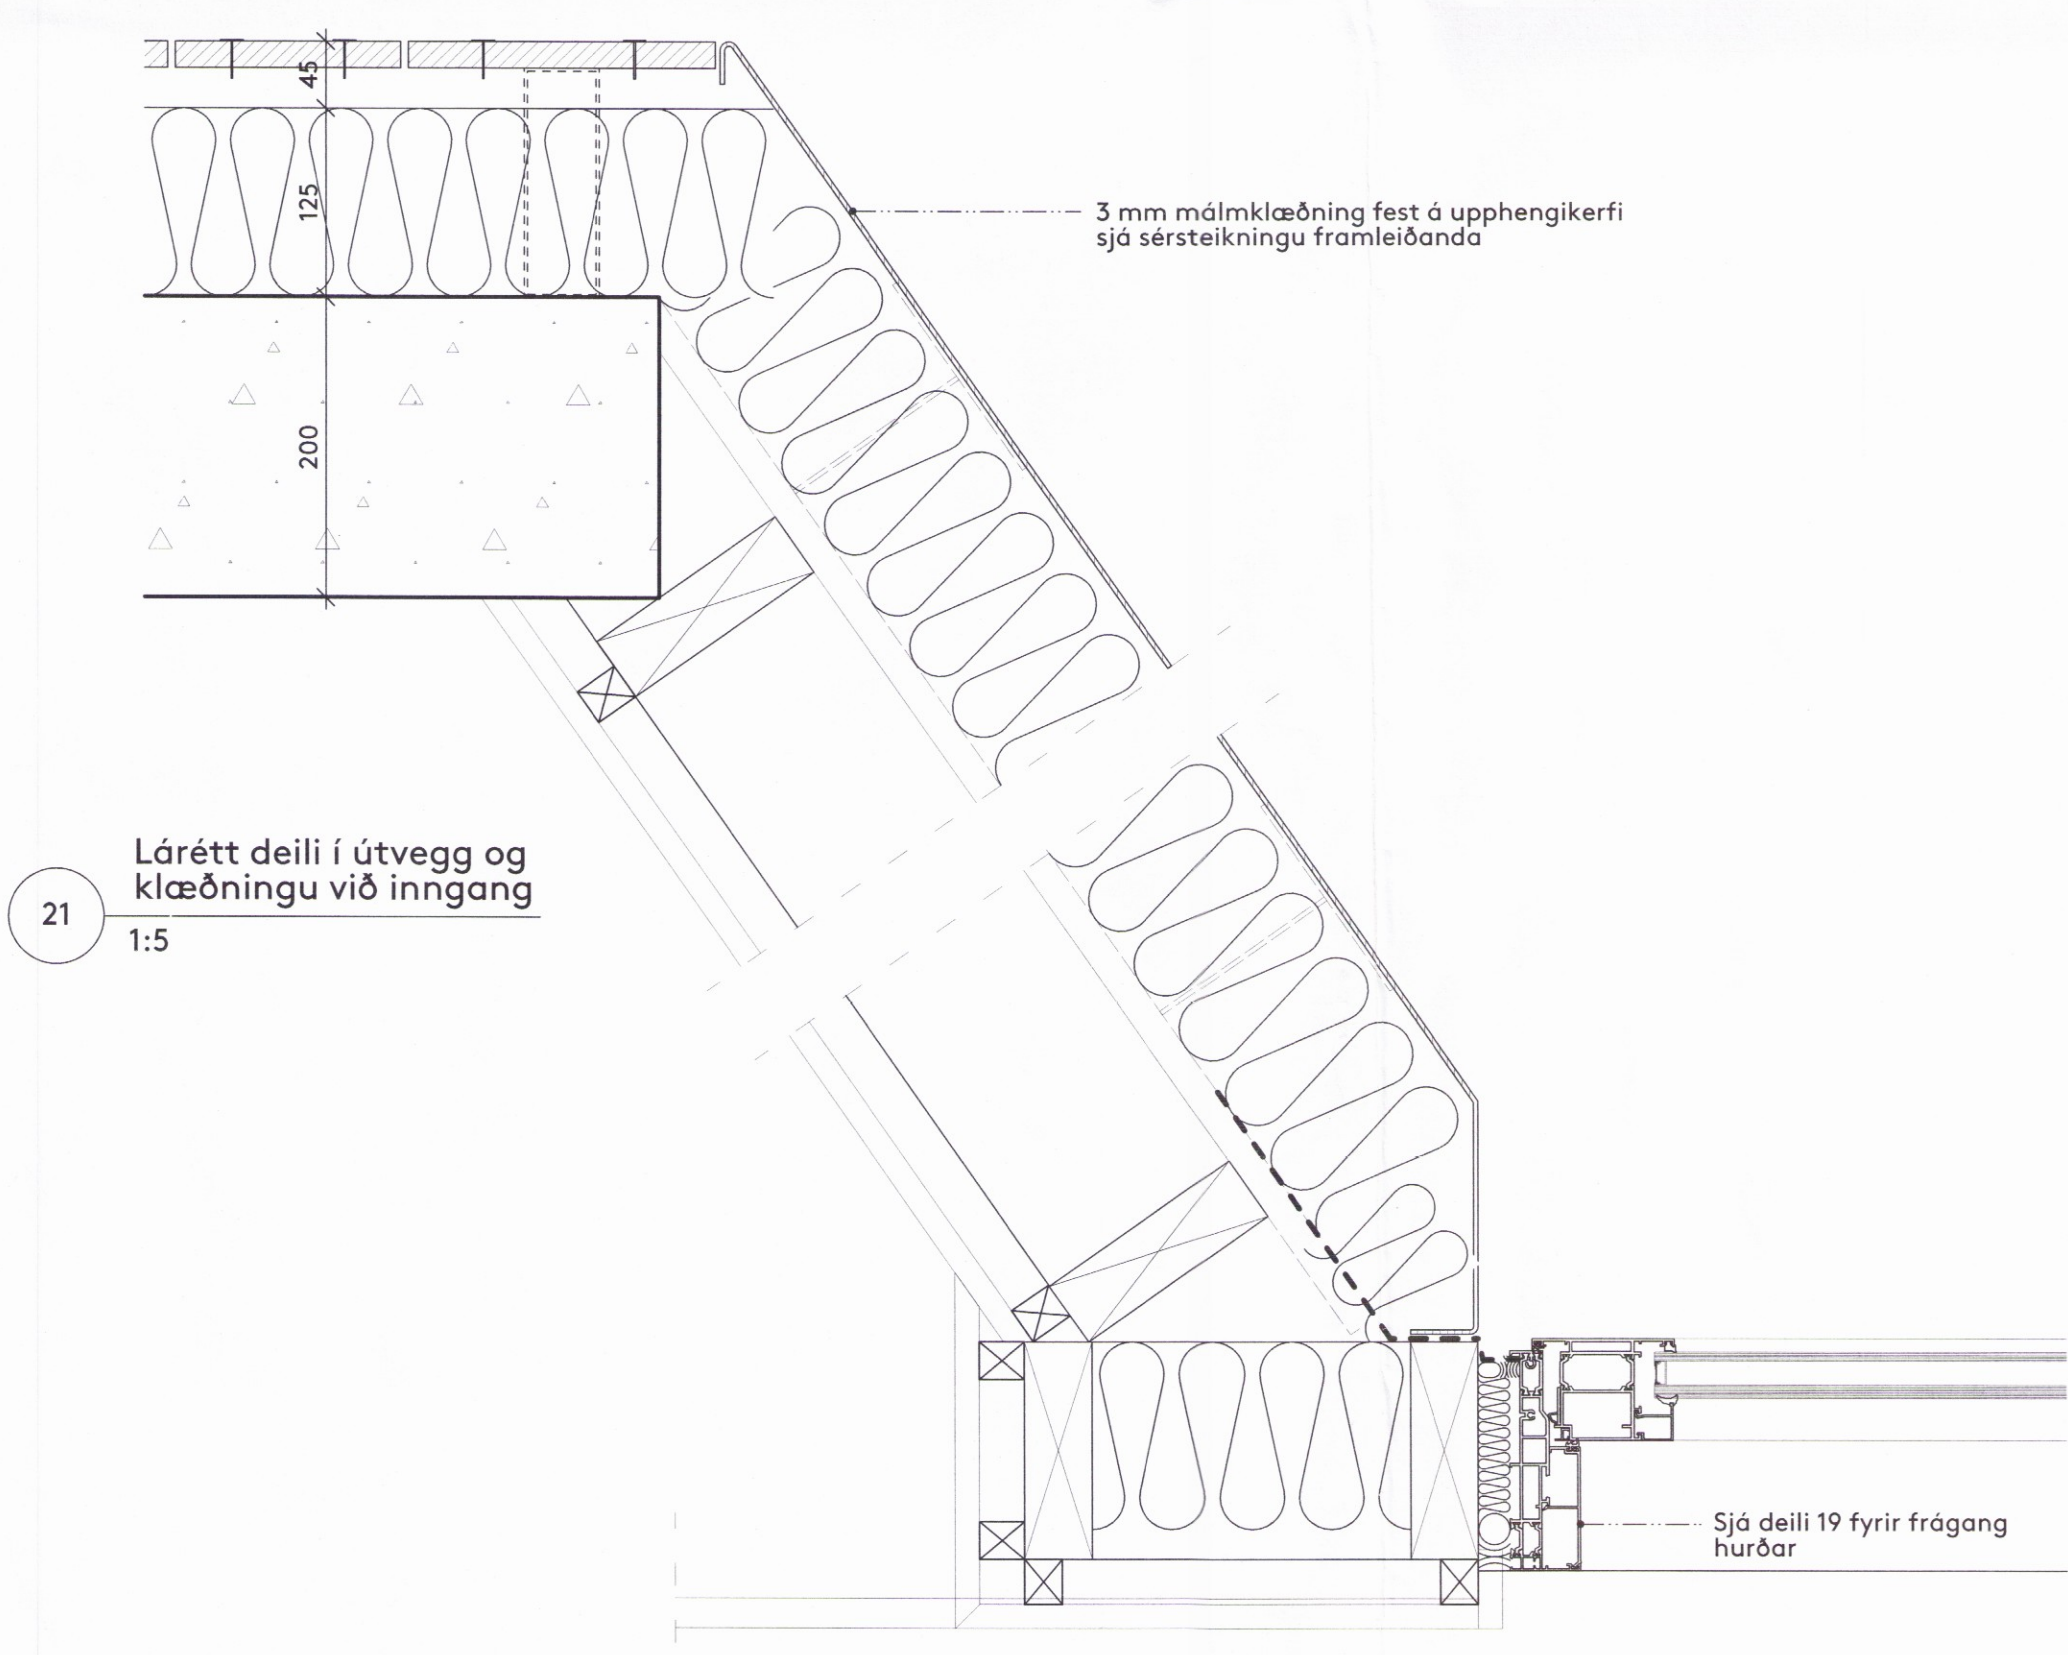 45
125
200
3 mm málmklæðning fest á upphengikerfi
sjá sérsteikningu framleiðanda
21
Lárétt deili í útvegg og
klæðningu við inngang
1:5
Sjá deili 19 fyrir frágang
hurðar